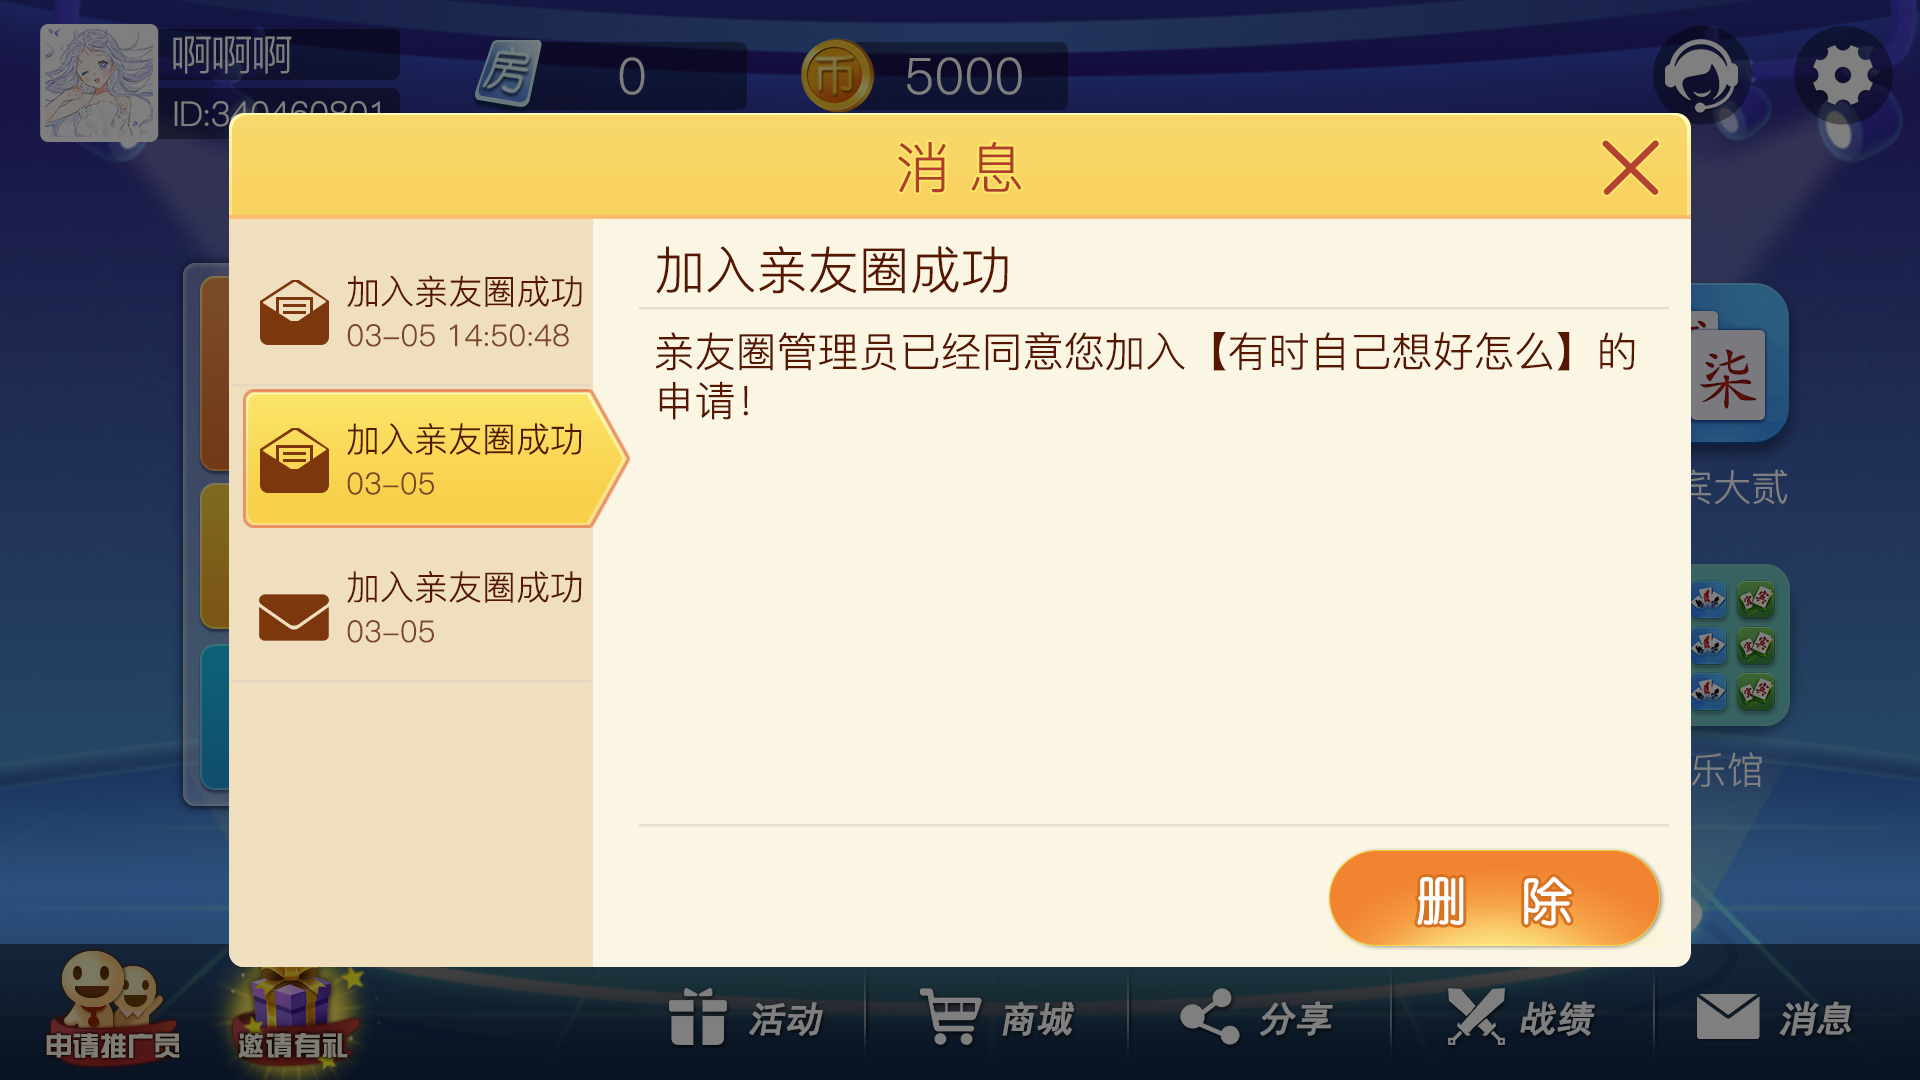 啊啊啊
ID:340460801
房
0
币
5000
消息
加入亲友圈成功
03-05 14:50:48
加入亲友圈成功
03-05
加入亲友圈成功
03-05
加入亲友圈成功
亲友圈管理员已经同意您加入【有时自己想好怎么】的
申请！
删除
柒
宾大贰
乐馆
申请推广员
邀请有礼
活动
商城
分享
战绩
消息